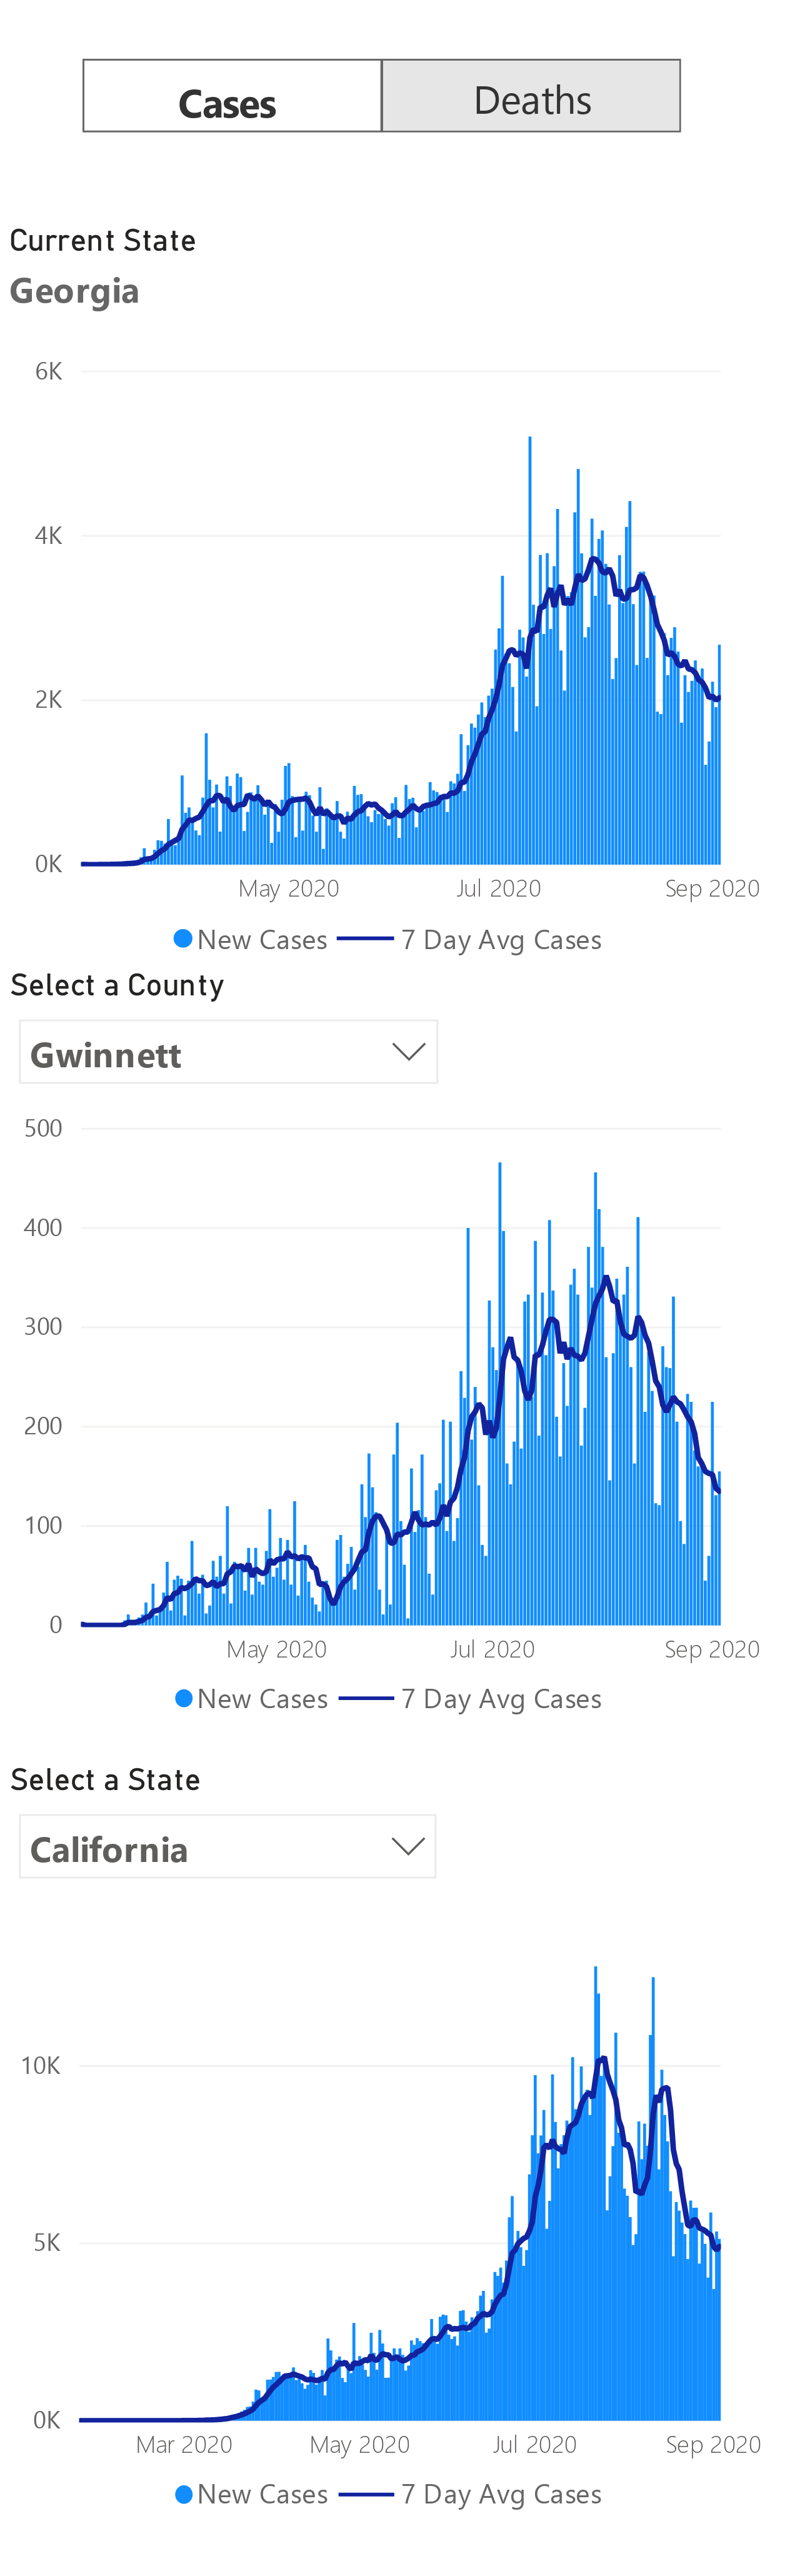 Cases Deaths
Current State
Georgia
6K
4K
2K
0K
May 2020 Jul 2020 Sep 2020
New Cases 7 Day Avg Cases
Select a County
Gwinnett
500
400
300
200
100
0
May 2020 Jul 2020 Sep 2020
New Cases 7 Day Avg Cases
Select a State
California
10K
5K
0K
Mar 2020 May 2020 Jul 2020 Sep 2020
New Cases 7 Day Avg Cases